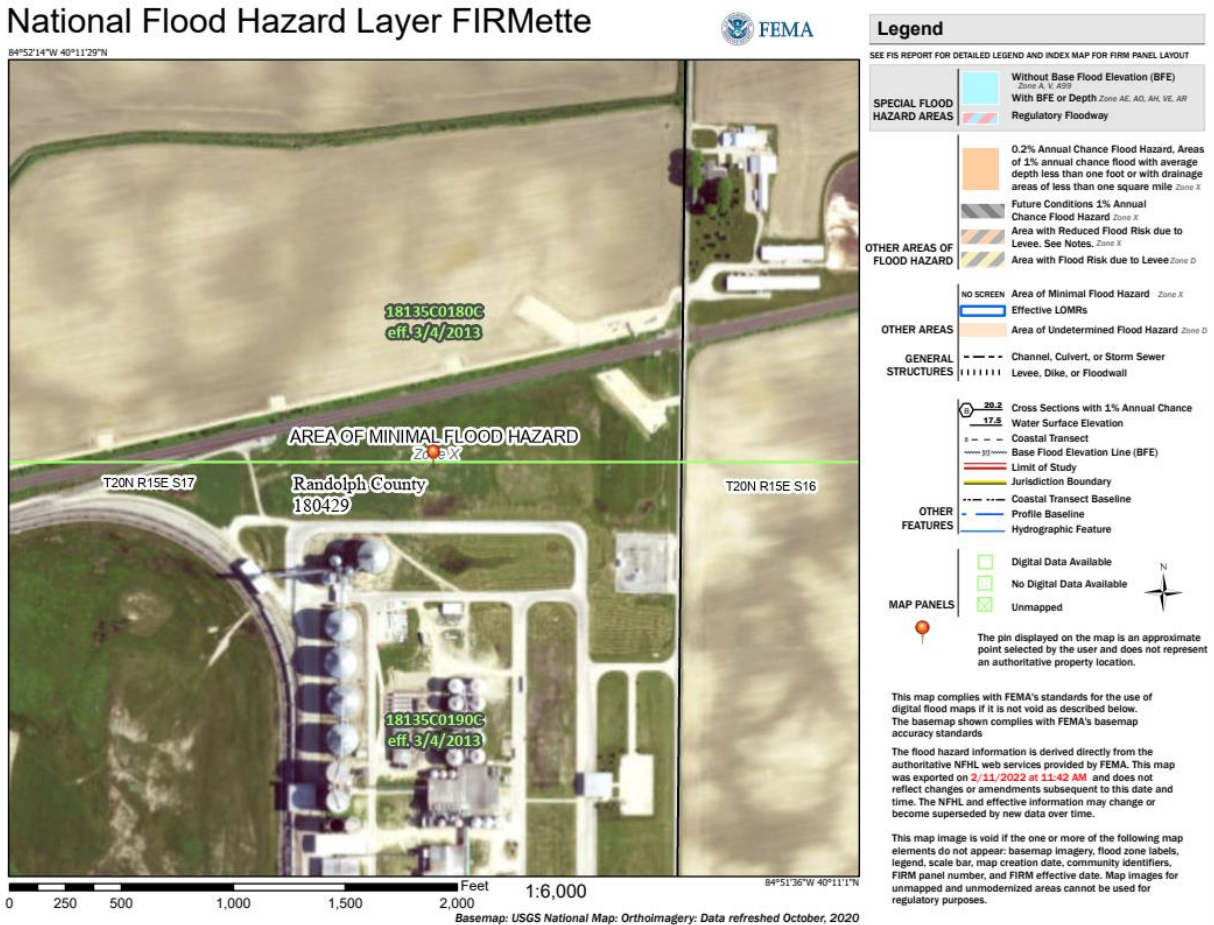 National Flood Hazard Layer FIRMette
FEMA
84°52'14"W 40°11'29"N
18135C0180C
eff. 3/4/2013
AREA OF MINIMAL FLOOD HAZARD
Zone X
T20N R15E S17
Randolph County
180429
T20N R15E S16
18135C0190C
eff. 3/4/2013
0 250 500 1,000 1,500 2,000
Feet
1:6,000
84°51'36"W 40°11'1"N
Basemap: USGS National Map: Orthoimagery: Data refreshed October, 2020
Legend
SEE FIS REPORT FOR DETAILED LEGEND AND INDEX MAP FOR FIRM PANEL LAYOUT
SPECIAL FLOOD
HAZARD AREAS
Without Base Flood Elevation (BFE)
Zone A, V, A99
With BFE or Depth Zone AE, AO, AH, VE, AR
Regulatory Floodway
0.2% Annual Chance Flood Hazard, Areas
of 1% annual chance flood with average
depth less than one foot or with drainage
areas of less than one square mile Zone X
Future Conditions 1% Annual
Chance Flood Hazard Zone X
Area with Reduced Flood Risk due to
Levee. See Notes. Zone X
Area with Flood Risk due to Levee Zone D
OTHER AREAS OF
FLOOD HAZARD
NO SCREEN Area of Minimal Flood Hazard Zone X
Effective LOMRs
OTHER AREAS
Area of Undetermined Flood Hazard Zone D
GENERAL
STRUCTURES
Channel, Culvert, or Storm Sewer
Levee, Dike, or Floodwall
B 20.2 Cross Sections with 1% Annual Chance
17.5 Water Surface Elevation
8 Coastal Transect
513 Base Flood Elevation Line (BFE)
Limit of Study
Jurisdiction Boundary
Coastal Transect Baseline
OTHER
FEATURES
Profile Baseline
Hydrographic Feature
Digital Data Available
No Digital Data Available
Unmapped
MAP PANELS
N
The pin displayed on the map is an approximate
point selected by the user and does not represent
an authoritative property location.
This map complies with FEMA's standards for the use of
digital flood maps if it is not void as described below.
The basemap shown complies with FEMA's basemap
accuracy standards
The flood hazard information is derived directly from the
authoritative NFHL web services provided by FEMA. This map
was exported on 2/11/2022 at 11:42 AM and does not
reflect changes or amendments subsequent to this date and
time. The NFHL and effective information may change or
become superseded by new data over time.
This map image is void if the one or more of the following map
elements do not appear: basemap imagery, flood zone labels,
legend, scale bar, map creation date, community identifiers,
FIRM panel number, and FIRM effective date. Map images for
unmapped and unmodernized areas cannot be used for
regulatory purposes.